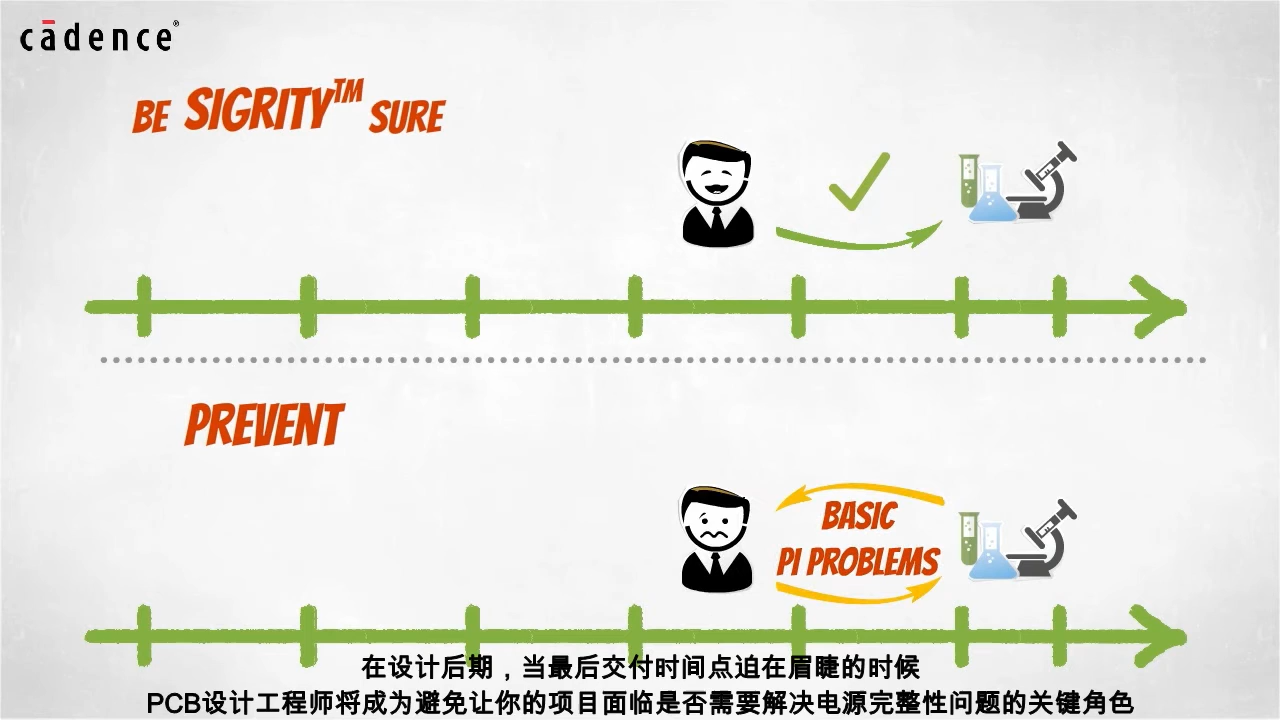 cādence®
BE SIGRITY™ SURE
PREVENT
BASIC
PI PROBLEMS
在设计后期，当最后交付时间点迫在眉睫的时候
PCB设计工程师将成为避免让你的项目面临是否需要解决电源完整性问题的关键角色